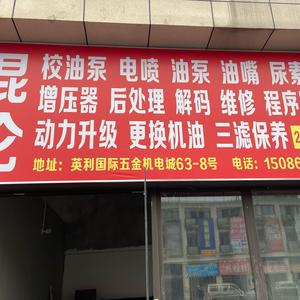 昆仑
校油泵 电喷 油泵 油嘴 尿素
增压器 后处理 解码 维修 程序
动力升级 更换机油 三滤保养 2
地址：英利国际五金机电城63-8号 电话：15086